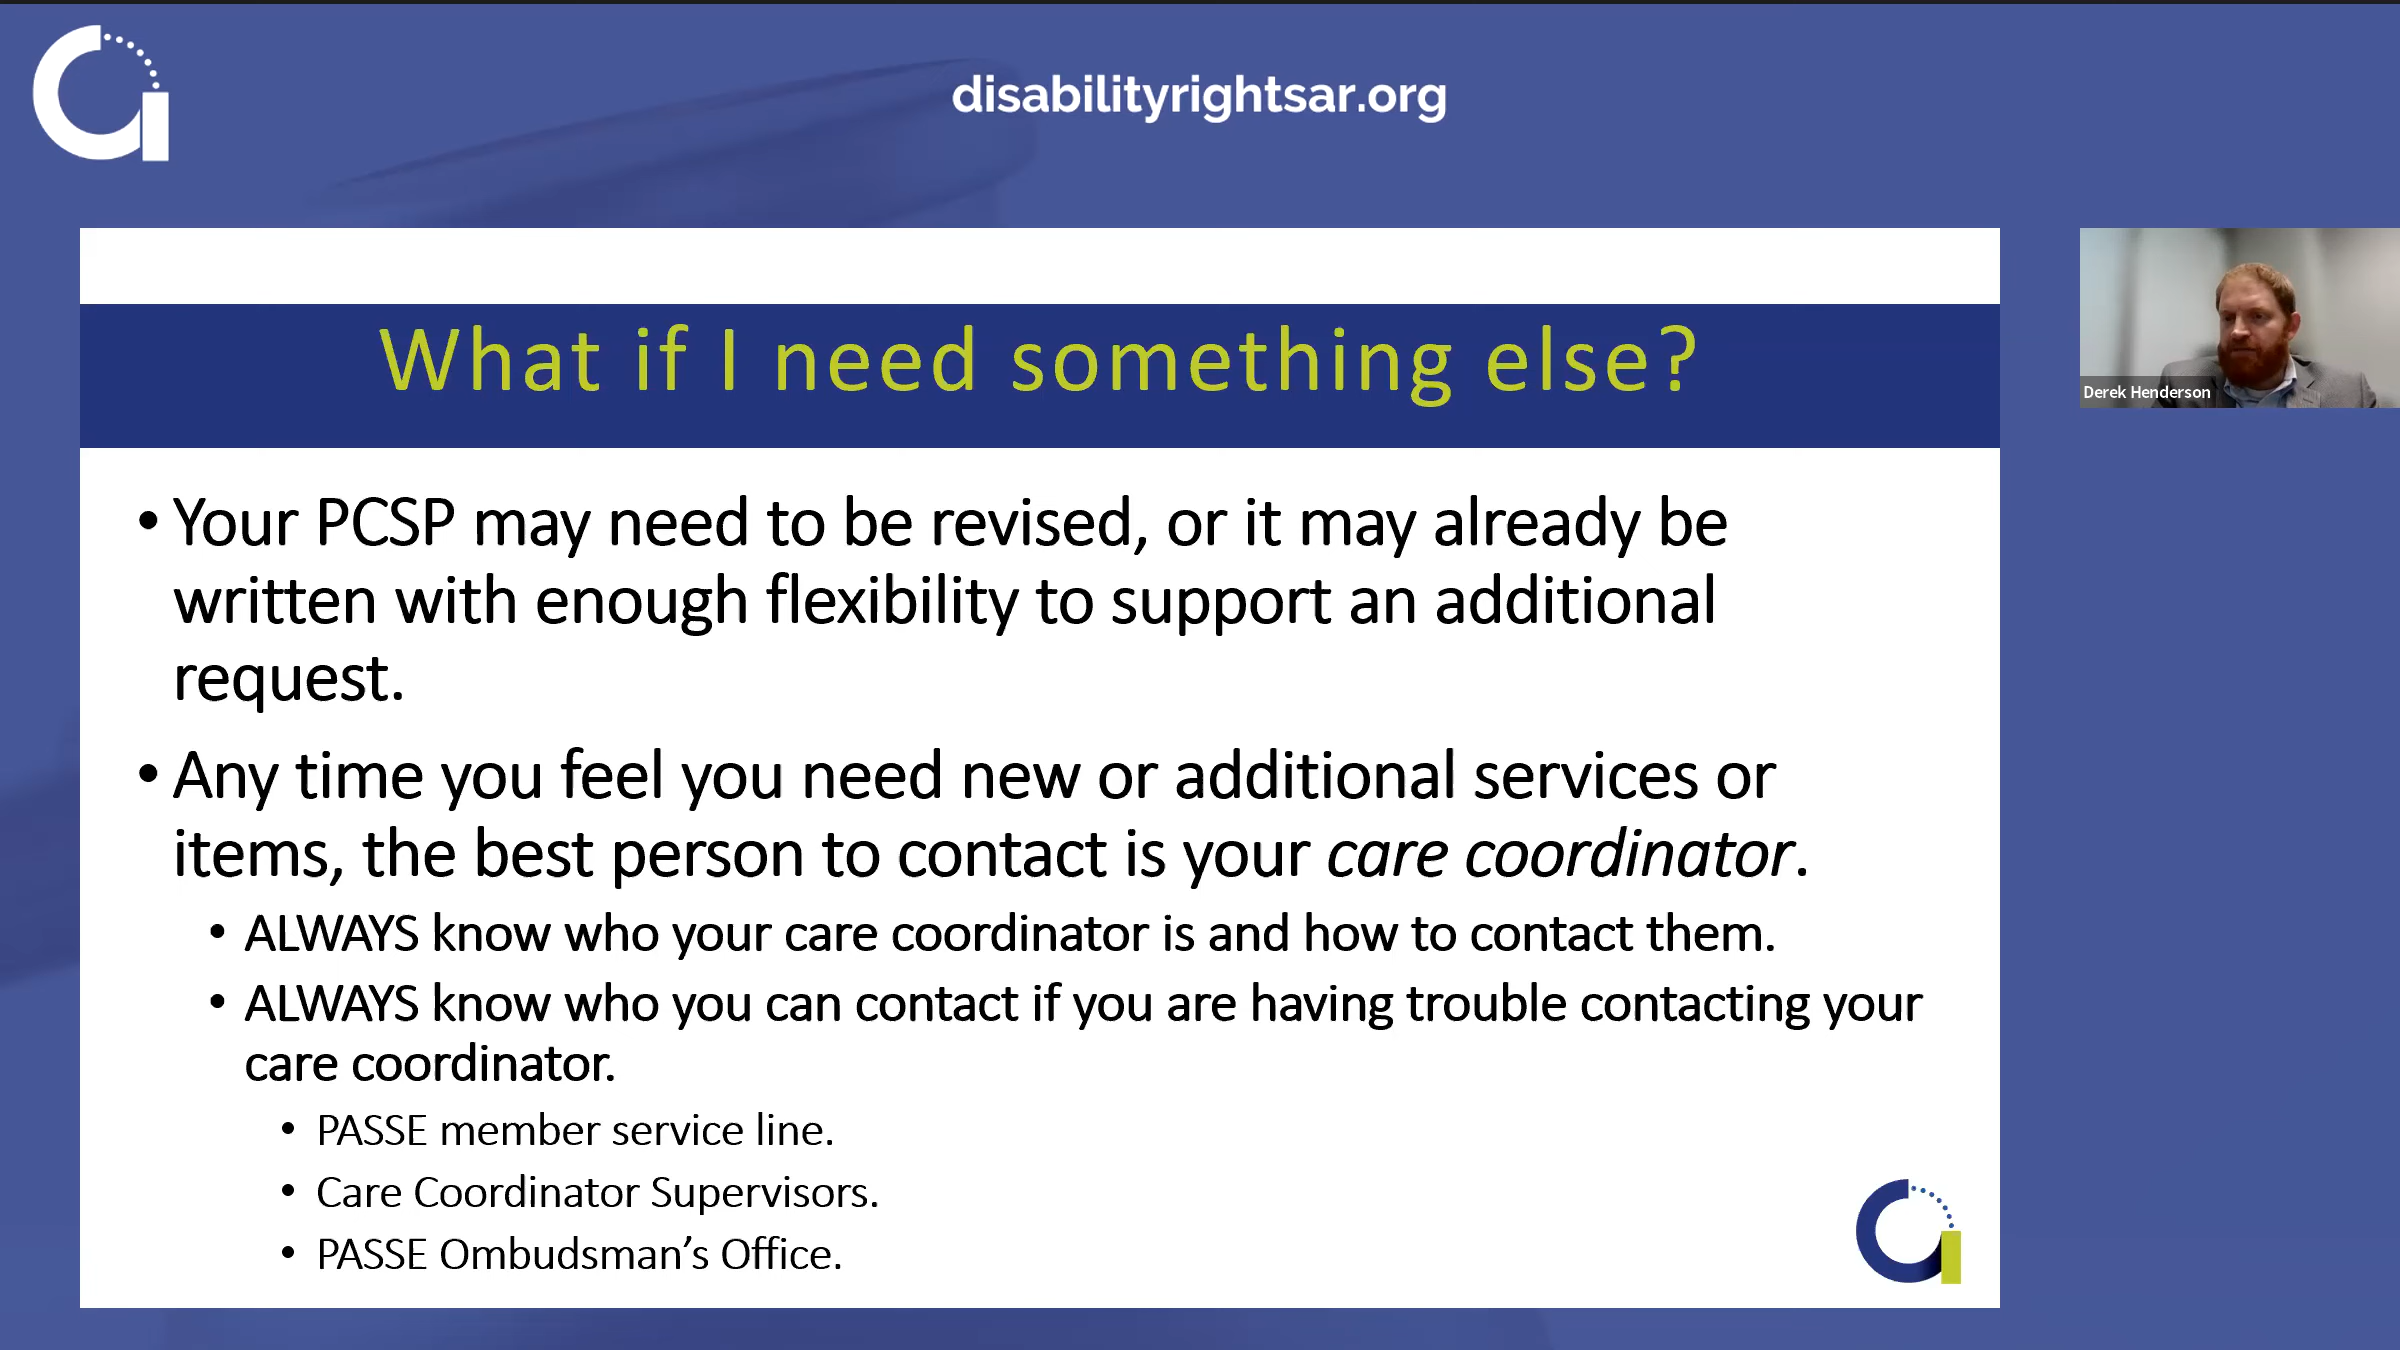 disabilityrightsar.org
What if I need something else?
Derek Henderson
• Your PCSP may need to be revised, or it may already be
written with enough flexibility to support an additional
request.
• Any time you feel you need new or additional services or
items, the best person to contact is your care coordinator.
• ALWAYS know who your care coordinator is and how to contact them.
• ALWAYS know who you can contact if you are having trouble contacting your
care coordinator.
• PASSE member service line.
• Care Coordinator Supervisors.
• PASSE Ombudsman’s Office.